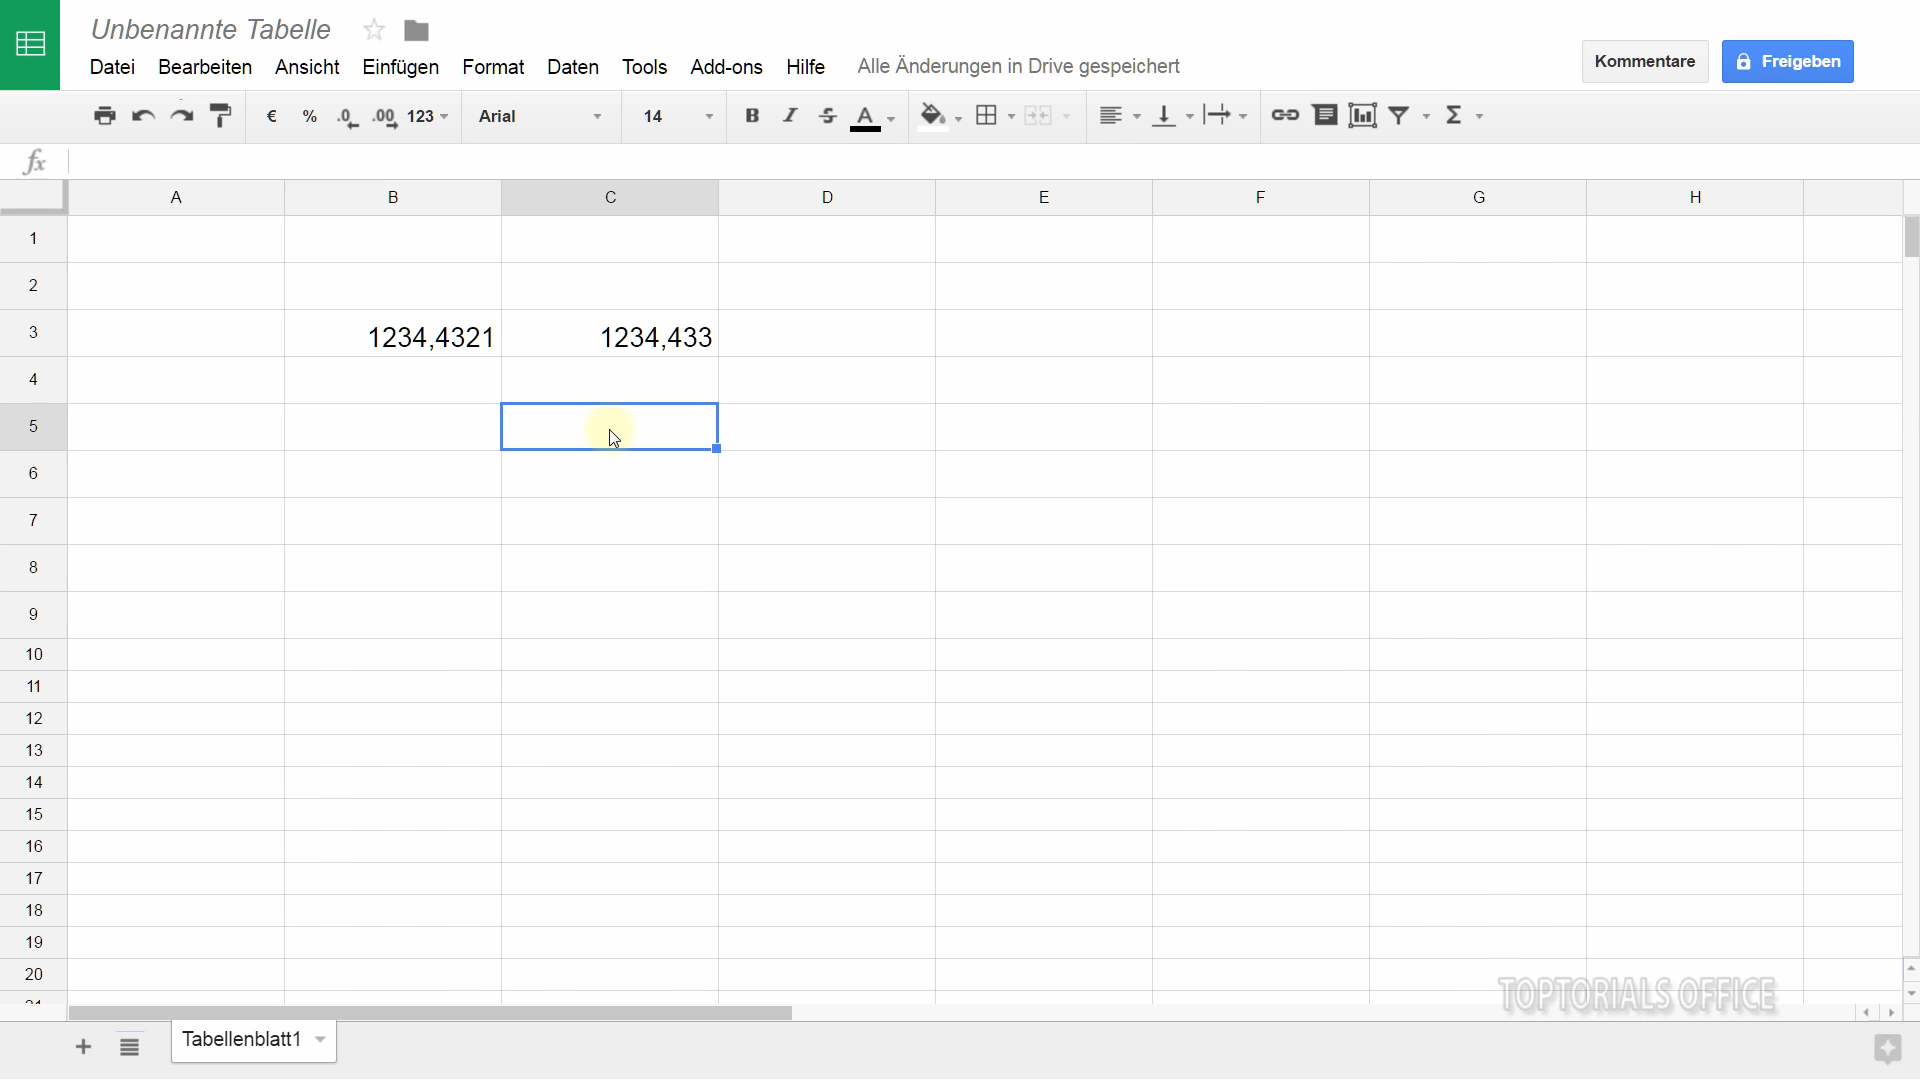 Unbenannte Tabelle
Datei Bearbeiten Ansicht Einfügen Format Daten Tools Add-ons Hilfe Alle Änderungen in Drive gespeichert
Kommentare Freigeben
€ % .0 .00 123 Arial 14 B I S A Σ
fx
A B C D E F G H
1
2
3 1234,4321 1234,433
4
5
6
7
8
9
10
11
12
13
14
15
16
17
18
19
20
21
TOPTORIALS OFFICE
+ Tabellenblatt1